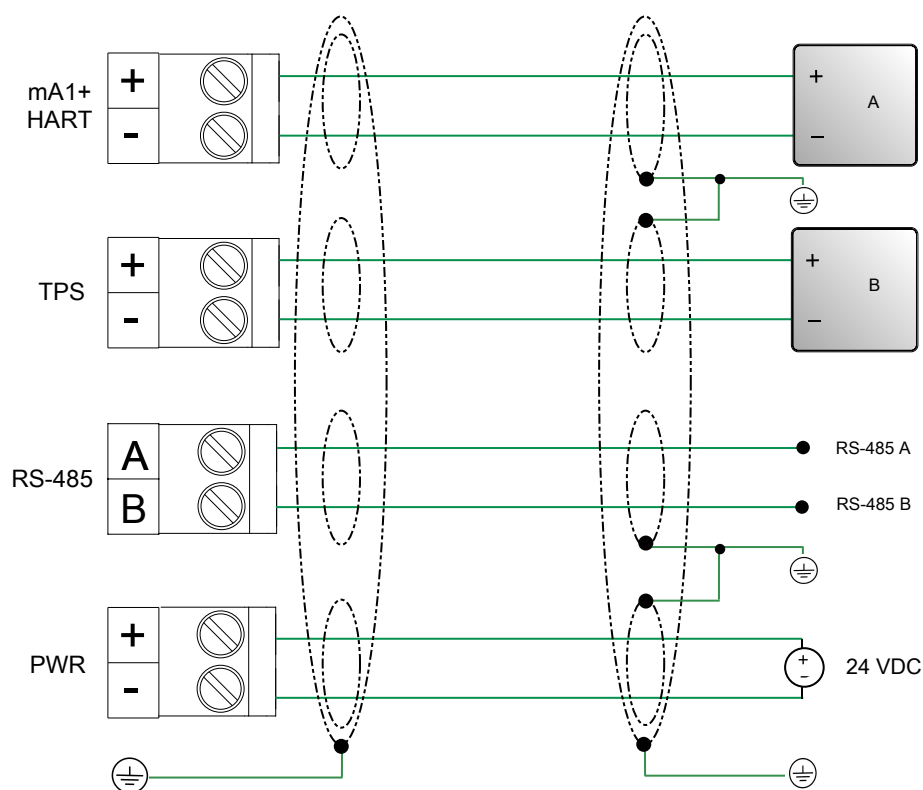 mA1+
HART
+
-
+
–
A
TPS
+
-
+
–
B
RS-485
A
B
RS-485 A
RS-485 B
PWR
+
-
+
-
24 VDC